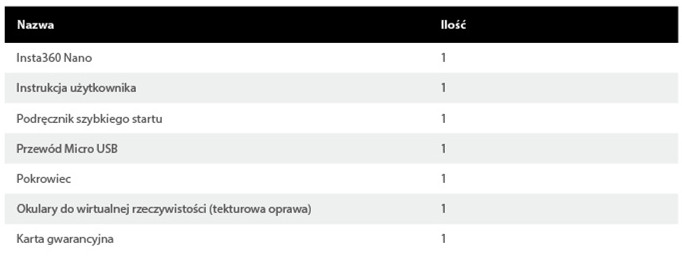 Nazwa Ilość
Insta360 Nano 1
Instrukcja użytkownika 1
Podręcznik szybkiego startu 1
Przewód Micro USB 1
Pokrowiec 1
Okulary do wirtualnej rzeczywistości (tekturowa oprawa) 1
Karta gwarancyjna 1